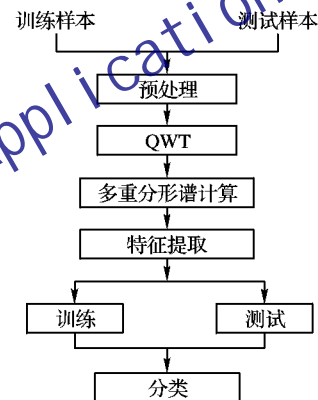 训练样本 测试样本
预处理
QWT
多重分形谱计算
特征提取
训练 测试
分类
application